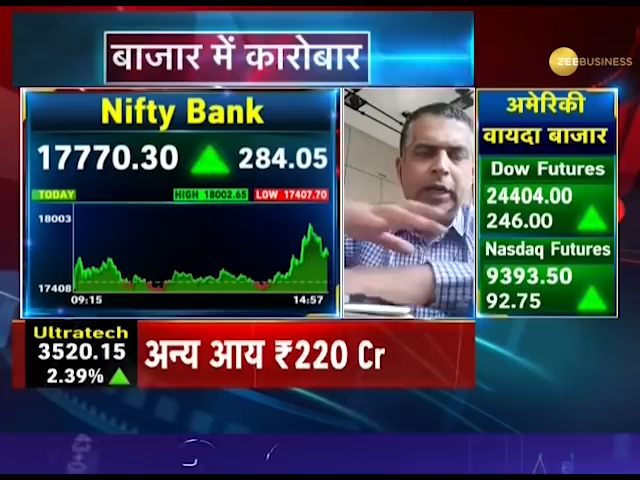 ZEEBUSINESS
बाजार में कारोबार
Nifty Bank
17770.30 284.05
TODAY HIGH 18002.65 LOW 17407.70
18003
17408
09:15 14:57
अमेरिकी
वायदा बाजार
Dow Futures
24404.00
246.00
Nasdaq Futures
9393.50
92.75
Ultratech
3520.15
2.39%
अन्य आय ₹220 Cr